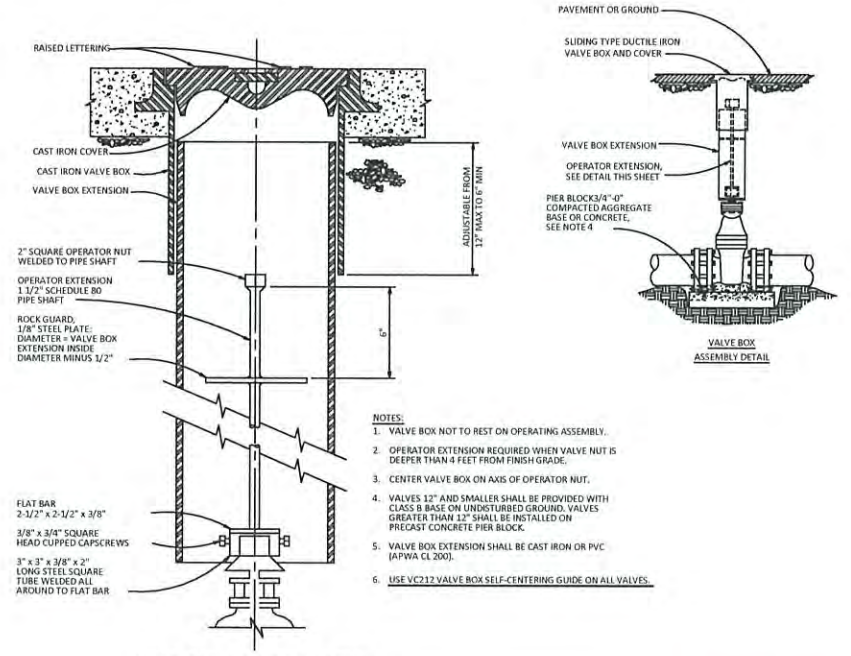 RAISED LETTERING
CAST IRON COVER
CAST IRON VALVE BOX
VALVE BOX EXTENSION
2" SQUARE OPERATOR NUT
WELDED TO PIPE SHAFT
OPERATOR EXTENSION
1 1/2" SCHEDULE 80
PIPE SHAFT
ROCK GUARD,
1/8" STEEL PLATE:
DIAMETER = VALVE BOX
EXTENSION INSIDE
DIAMETER MINUS 1/2"
FLAT BAR
2-1/2" x 2-1/2" x 3/8"
3/8" x 3/4" SQUARE
HEAD CUPPED CAPSCREWS
3" x 3" x 3/8" x 2"
LONG STEEL SQUARE
TUBE WELDED ALL
AROUND TO FLAT BAR
ADJUSTABLE FROM
12" MAX TO 6" MIN
6"
PAVEMENT OR GROUND
SLIDING TYPE DUCTILE IRON
VALVE BOX AND COVER
VALVE BOX EXTENSION
OPERATOR EXTENSION,
SEE DETAIL THIS SHEET
PIER BLOCK3/4"-0"
COMPACTED AGGREGATE
BASE OR CONCRETE,
SEE NOTE 4
VALVE BOX
ASSEMBLY DETAIL
NOTES:
1. VALVE BOX NOT TO REST ON OPERATING ASSEMBLY.
2. OPERATOR EXTENSION REQUIRED WHEN VALVE NUT IS
DEEPER THAN 4 FEET FROM FINISH GRADE.
3. CENTER VALVE BOX ON AXIS OF OPERATOR NUT.
4. VALVES 12" AND SMALLER SHALL BE PROVIDED WITH
CLASS B BASE ON UNDISTURBED GROUND. VALVES
GREATER THAN 12" SHALL BE INSTALLED ON
PRECAST CONCRETE PIER BLOCK.
5. VALVE BOX EXTENSION SHALL BE CAST IRON OR PVC
(APWA CL 200).
6. USE VC212 VALVE BOX SELF-CENTERING GUIDE ON ALL VALVES.